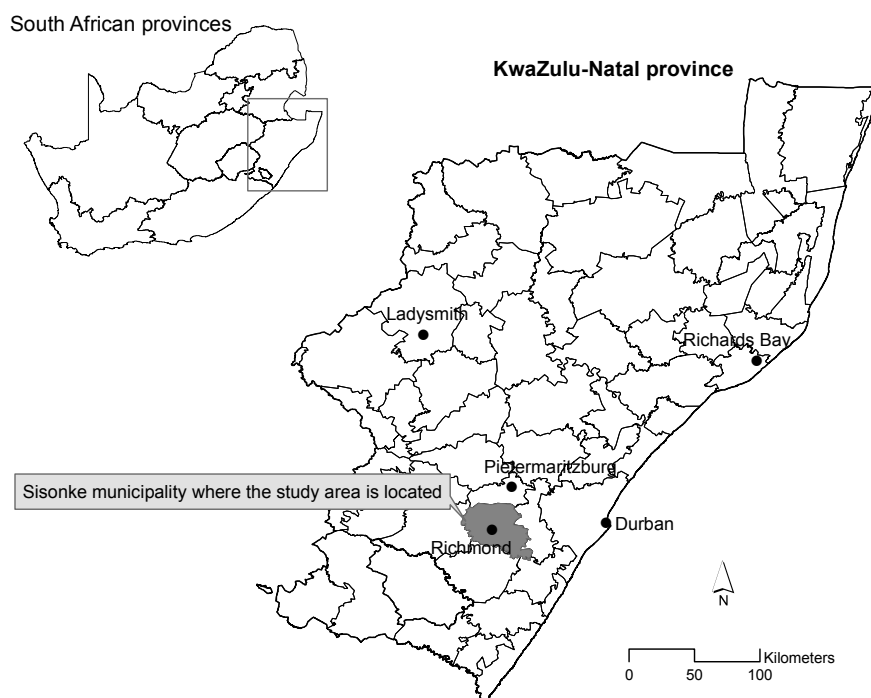 South African provinces
KwaZulu-Natal province
Ladysmith
Richards Bay
Pietermaritzburg
Sisonke municipality where the study area is located
Durban
Richmond
N
Kilometers
0 50 100